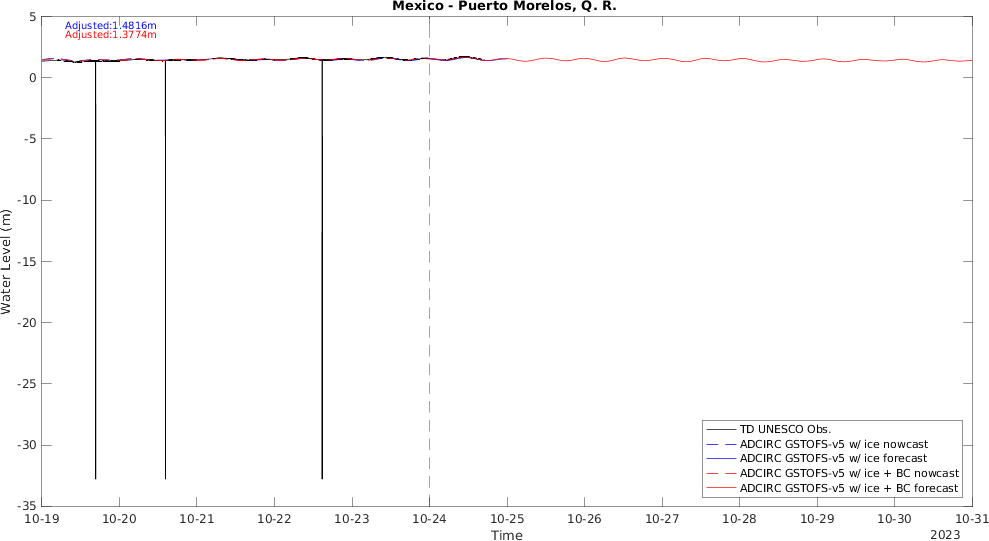 Mexico - Puerto Morelos, Q. R.
Adjusted:1.4816m
Adjusted:1.3774m
5
0
-5
-10
-15
-20
-25
-30
-35
Water Level (m)
TD UNESCO Obs.
ADCIRC GSTOFS-v5 w/ ice nowcast
ADCIRC GSTOFS-v5 w/ ice forecast
ADCIRC GSTOFS-v5 w/ ice + BC nowcast
ADCIRC GSTOFS-v5 w/ ice + BC forecast
10-19 10-20 10-21 10-22 10-23 10-24 10-25 10-26 10-27 10-28 10-29 10-30 10-31
Time
2023